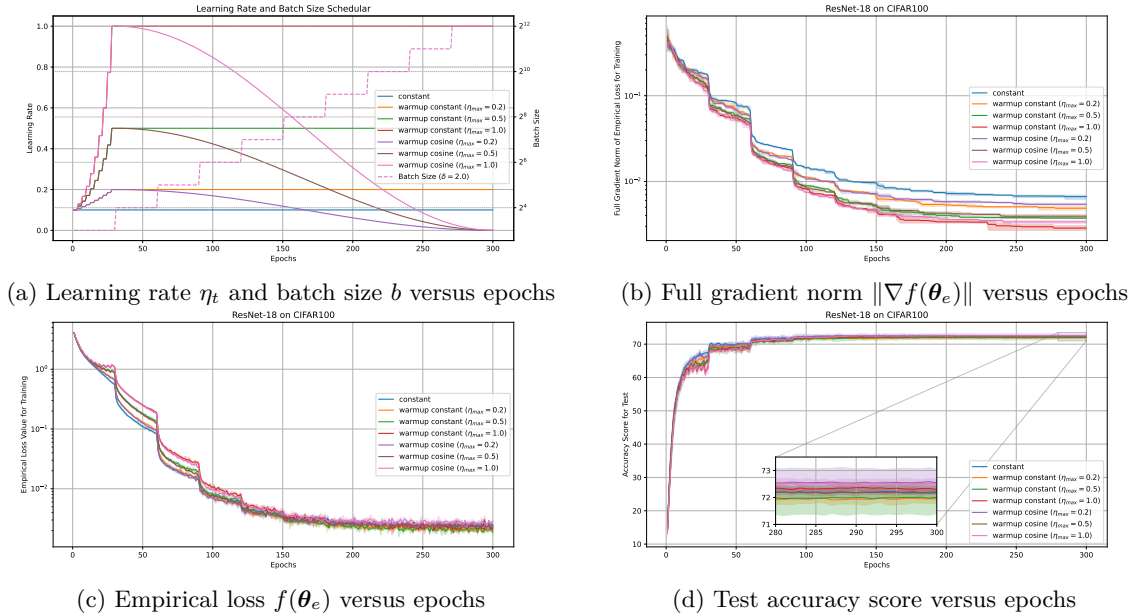 Learning Rate and Batch Size Schedular
1.0
0.8
0.6
0.4
0.2
0.0
Learning Rate
2^12
2^10
2^8
2^6
2^4
Batch Size
constant
warmup constant (η_max = 0.2)
warmup constant (η_max = 0.5)
warmup constant (η_max = 1.0)
warmup cosine (η_max = 0.2)
warmup cosine (η_max = 0.5)
warmup cosine (η_max = 1.0)
Batch Size (δ = 2.0)
0 50 100 150 200 250 300
Epochs
(a) Learning rate η_t and batch size b versus epochs
ResNet-18 on CIFAR100
Full Gradient Norm of Empirical Loss for Training
10^−1
10^−2
constant
warmup constant (η_max = 0.2)
warmup constant (η_max = 0.5)
warmup constant (η_max = 1.0)
warmup cosine (η_max = 0.2)
warmup cosine (η_max = 0.5)
warmup cosine (η_max = 1.0)
0 50 100 150 200 250 300
Epochs
(b) Full gradient norm ‖∇f(θ_e)‖ versus epochs
ResNet-18 on CIFAR100
Empirical Loss Value for Training
10^0
10^−1
10^−2
constant
warmup constant (η_max = 0.2)
warmup constant (η_max = 0.5)
warmup constant (η_max = 1.0)
warmup cosine (η_max = 0.2)
warmup cosine (η_max = 0.5)
warmup cosine (η_max = 1.0)
0 50 100 150 200 250 300
Epochs
(c) Empirical loss f(θ_e) versus epochs
ResNet-18 on CIFAR100
Accuracy Score for Test
70
60
50
40
30
20
10
73
72
71
280 285 290 295 300
constant
warmup constant (η_max = 0.2)
warmup constant (η_max = 0.5)
warmup constant (η_max = 1.0)
warmup cosine (η_max = 0.2)
warmup cosine (η_max = 0.5)
warmup cosine (η_max = 1.0)
0 50 100 150 200 250 300
Epochs
(d) Test accuracy score versus epochs